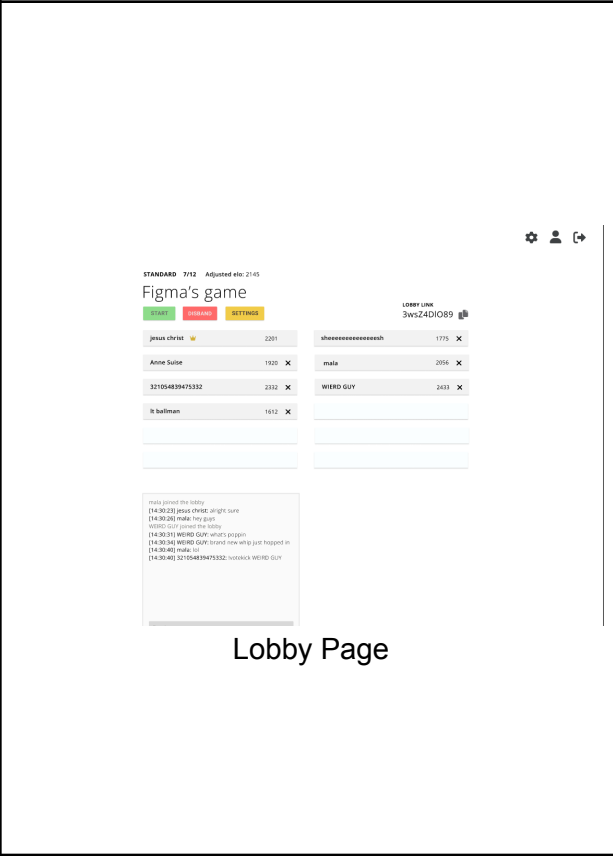 STANDARD 7/12 Adjusted elo: 2145
Figma's game
START DISBAND SETTINGS
LOBBY LINK
3wsZ4DlO89
jesus christ 2201
Anne Suise 1920
321054839475332 2332
lt ballman 1612
sheeeeeeeeeeeeeesh 1775
mala 2056
WIERD GUY 2433
mala joined the lobby
[14:30:23] jesus christ: alright sure
[14:30:26] mala: hey guys
WEIRD GUY joined the lobby
[14:30:31] WEIRD GUY: what's poppin
[14:30:34] WEIRD GUY: brand new whip just hopped in
[14:30:40] mala: lol
[14:30:40] 321054839475332: !votekick WEIRD GUY
Lobby Page